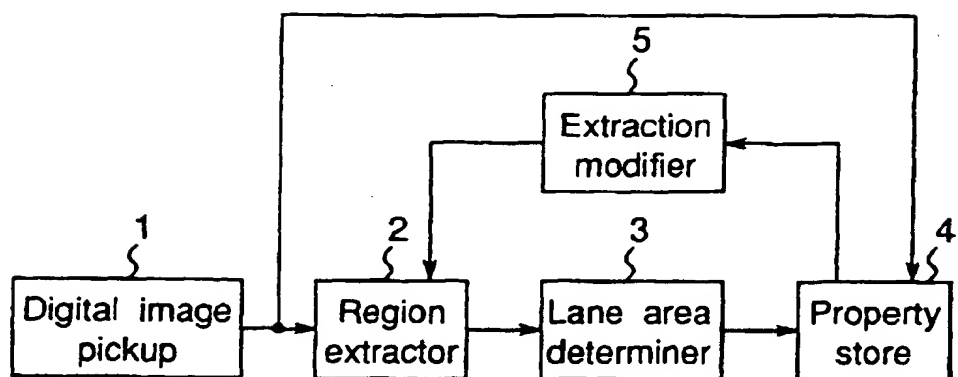 5
Extraction
modifier
1
2
3
4
Digital image
pickup
Region
extractor
Lane area
determiner
Property
store